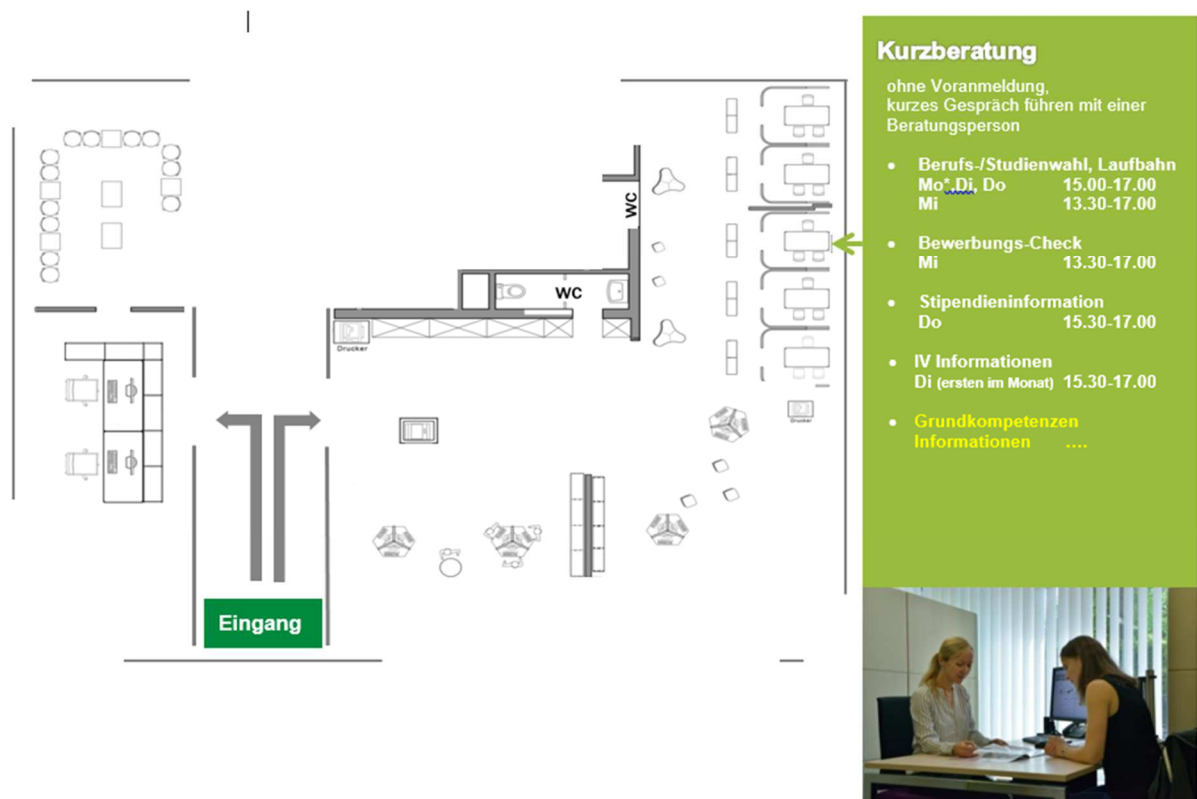 Kurzberatung
ohne Voranmeldung,
kurzes Gespräch führen mit einer
Beratungsperson
• Berufs-/Studienwahl, Laufbahn
Mo*,Di, Do 15.00-17.00
Mi 13.30-17.00
• Bewerbungs-Check
Mi 13.30-17.00
• Stipendieninformation
Do 15.30-17.00
• IV Informationen
Di (ersten im Monat) 15.30-17.00
• Grundkompetenzen
Informationen ....
WC
WC
Drucker
Drucker
Eingang